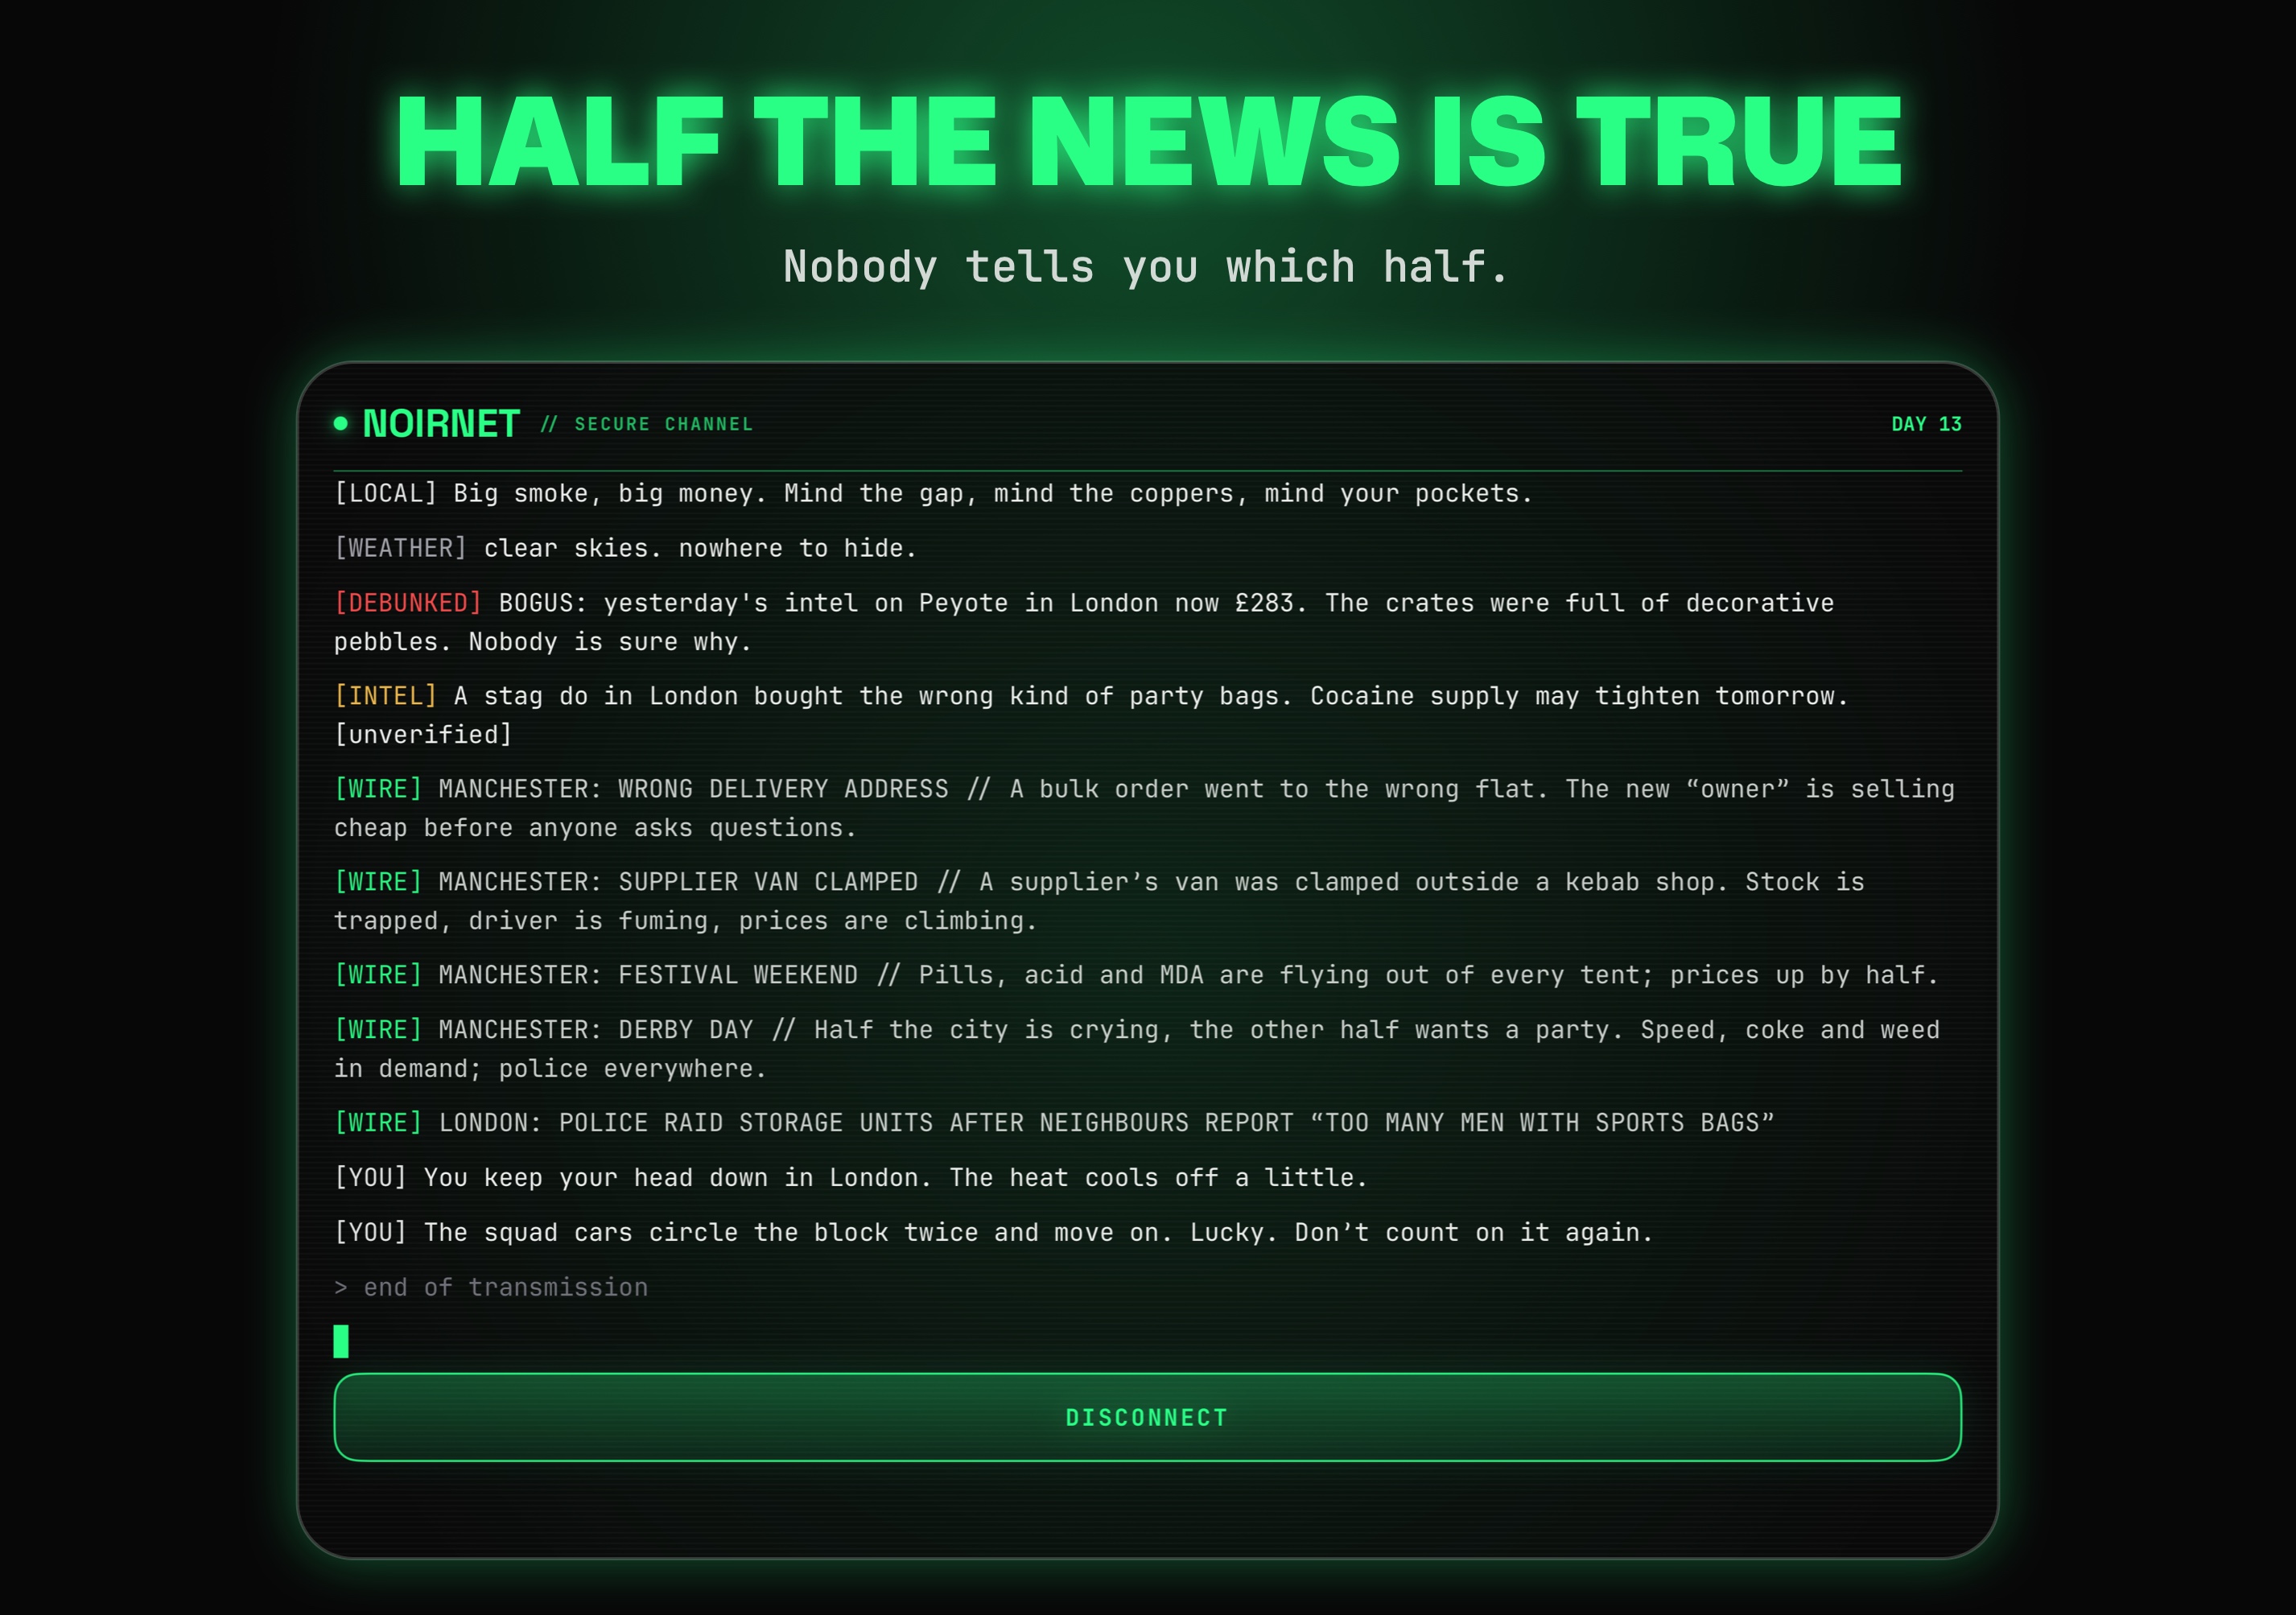 HALF THE NEWS IS TRUE
Nobody tells you which half.
NOIRNET // SECURE CHANNEL
DAY 13
[LOCAL] Big smoke, big money. Mind the gap, mind the coppers, mind your pockets.
[WEATHER] clear skies. nowhere to hide.
[DEBUNKED] BOGUS: yesterday's intel on Peyote in London now £283. The crates were full of decorative
pebbles. Nobody is sure why.
[INTEL] A stag do in London bought the wrong kind of party bags. Cocaine supply may tighten tomorrow.
[unverified]
[WIRE] MANCHESTER: WRONG DELIVERY ADDRESS // A bulk order went to the wrong flat. The new “owner” is selling
cheap before anyone asks questions.
[WIRE] MANCHESTER: SUPPLIER VAN CLAMPED // A supplier’s van was clamped outside a kebab shop. Stock is
trapped, driver is fuming, prices are climbing.
[WIRE] MANCHESTER: FESTIVAL WEEKEND // Pills, acid and MDA are flying out of every tent; prices up by half.
[WIRE] MANCHESTER: DERBY DAY // Half the city is crying, the other half wants a party. Speed, coke and weed
in demand; police everywhere.
[WIRE] LONDON: POLICE RAID STORAGE UNITS AFTER NEIGHBOURS REPORT “TOO MANY MEN WITH SPORTS BAGS”
[YOU] You keep your head down in London. The heat cools off a little.
[YOU] The squad cars circle the block twice and move on. Lucky. Don’t count on it again.
> end of transmission
DISCONNECT